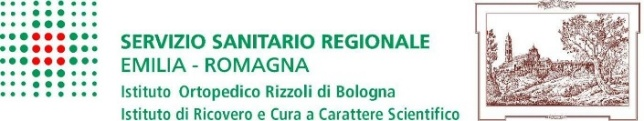 SERVIZIO SANITARIO REGIONALE
EMILIA - ROMAGNA
Istituto Ortopedico Rizzoli di Bologna
Istituto di Ricovero e Cura a Carattere Scientifico